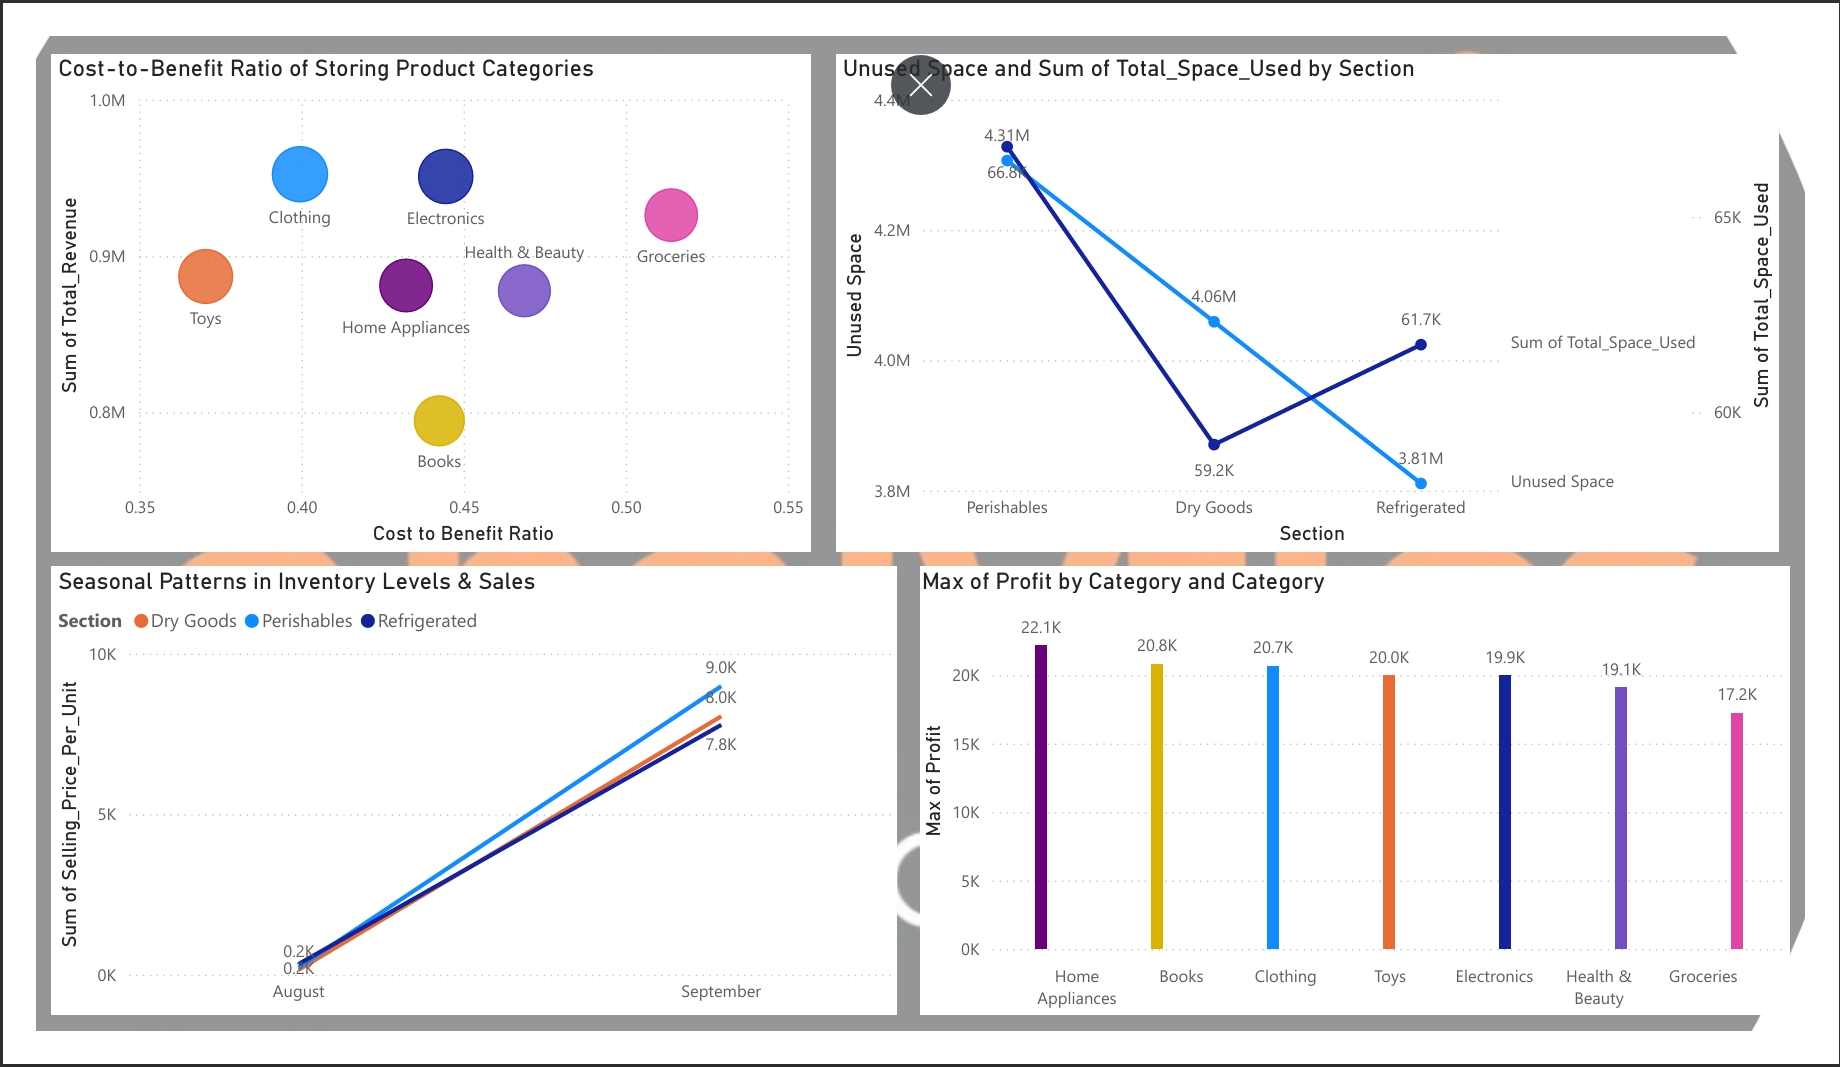 Cost-to-Benefit Ratio of Storing Product Categories
1.0M
0.9M
0.8M
Sum of Total_Revenue
Clothing
Electronics
Groceries
Health & Beauty
Toys
Home Appliances
Books
0.35 0.40 0.45 0.50 0.55
Cost to Benefit Ratio
Unused Space and Sum of Total_Space_Used by Section
4.4M
4.2M
4.0M
3.8M
Unused Space
4.31M
66.8K
4.06M
59.2K
61.7K
3.81M
Sum of Total_Space_Used
Unused Space
65K
60K
Sum of Total_Space_Used
Perishables Dry Goods Refrigerated
Section
Seasonal Patterns in Inventory Levels & Sales
Section Dry Goods Perishables Refrigerated
10K
5K
0K
Sum of Selling_Price_Per_Unit
9.0K
8.0K
7.8K
0.2K
0.2K
August September
Max of Profit by Category and Category
20K
15K
10K
5K
0K
Max of Profit
22.1K
20.8K
20.7K
20.0K
19.9K
19.1K
17.2K
Home Appliances
Books
Clothing
Toys
Electronics
Health & Beauty
Groceries